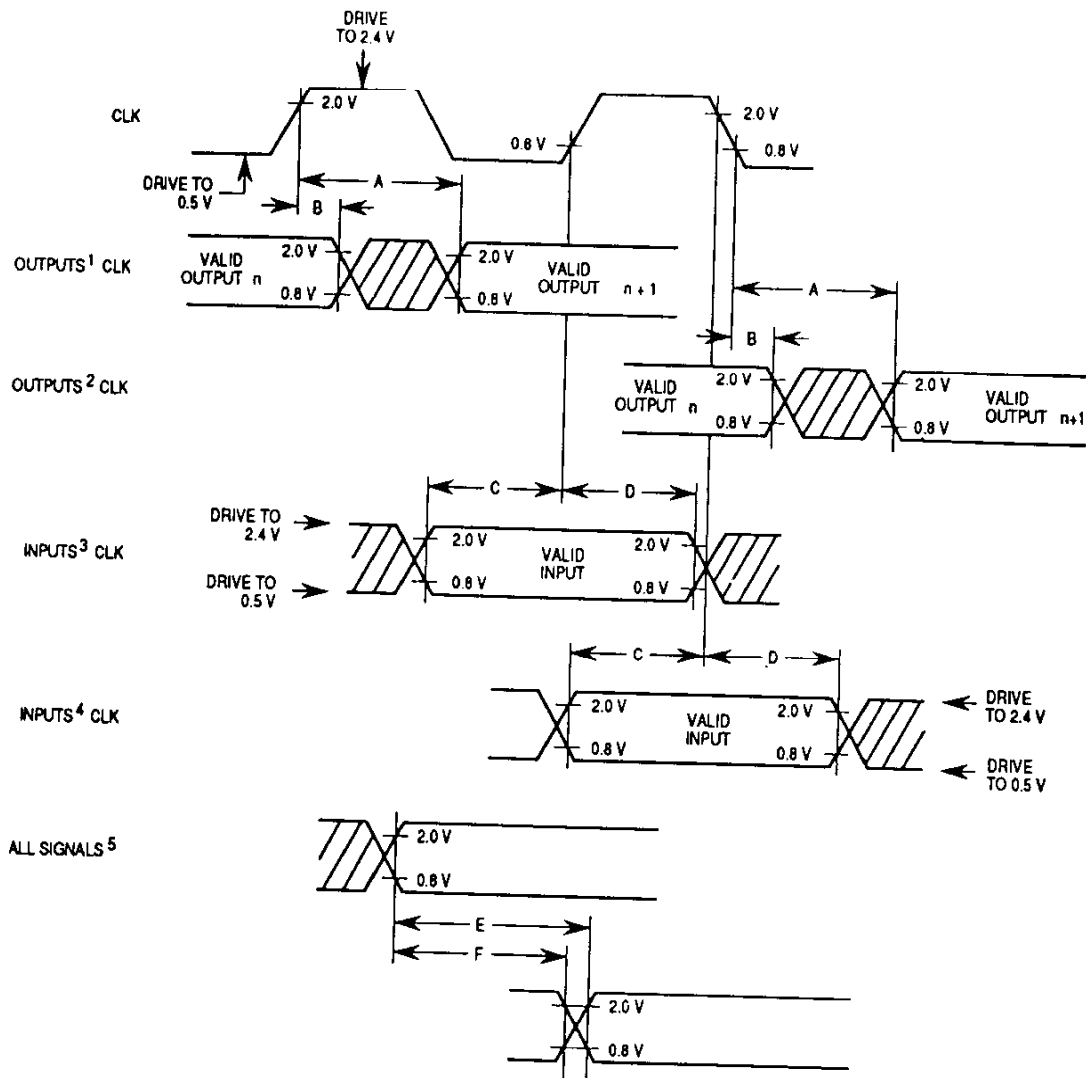 DRIVE
TO 2.4 V
CLK
2.0 V
0.8 V
2.0 V
0.8 V
DRIVE TO
0.5 V
A
B
OUTPUTS¹ CLK
VALID
OUTPUT n
2.0 V
0.8 V
2.0 V
0.8 V
VALID
OUTPUT n + 1
A
B
OUTPUTS² CLK
VALID
OUTPUT n
2.0 V
0.8 V
2.0 V
0.8 V
VALID
OUTPUT n+1
C
D
INPUTS³ CLK
DRIVE TO
2.4 V
DRIVE TO
0.5 V
2.0 V
0.8 V
VALID
INPUT
2.0 V
0.8 V
C
D
INPUTS⁴ CLK
2.0 V
0.8 V
VALID
INPUT
2.0 V
0.8 V
DRIVE
TO 2.4 V
DRIVE
TO 0.5 V
ALL SIGNALS⁵
2.0 V
0.8 V
E
F
2.0 V
0.8 V